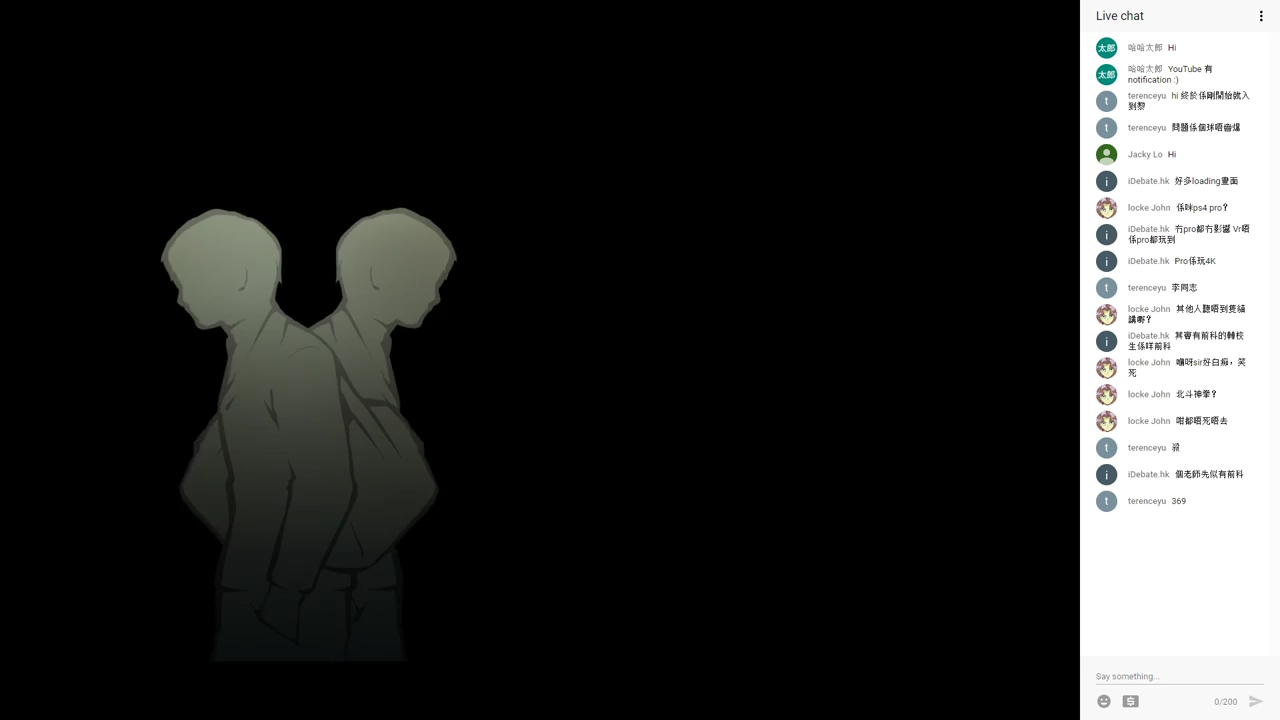 Live chat
太郎 哈哈太郎 Hi
太郎 哈哈太郎 YouTube 有
notification :)
t terenceyu hi 終於係剛開始就入
到黎
t terenceyu 問題係個球唔會爆
Jacky Lo Hi
i iDebate.hk 好多loading畫面
locke John 係咪ps4 pro?
i iDebate.hk 冇pro都冇影響 Vr唔
係pro都玩到
i iDebate.hk Pro係玩4K
t terenceyu 李同志
locke John 其他人聽唔到隻貓
講嘢?
i iDebate.hk 其實有前科的轉校
生係咩前科
locke John 嗰呀sir好白痴，笑
死
locke John 北斗神拳?
locke John 咁都唔死唔去
t terenceyu 殺
i iDebate.hk 個老師先似有前科
t terenceyu 369
Say something...
0/200